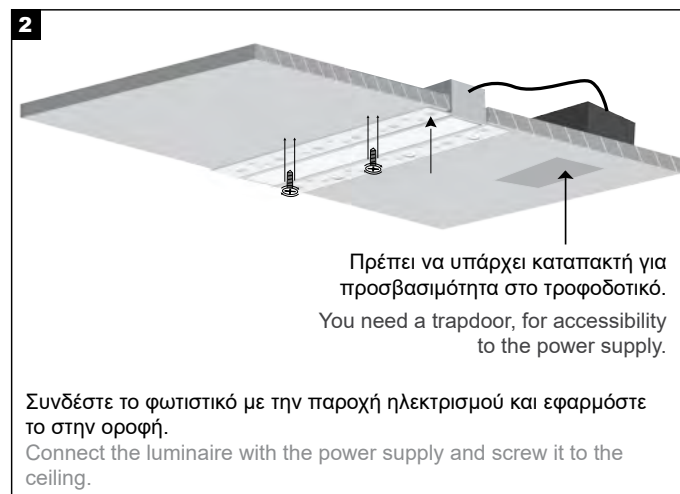 2
Πρέπει να υπάρχει καταπακτή για
προσβασιμότητα στο τροφοδοτικό.
You need a trapdoor, for accessibility
to the power supply.
Συνδέστε το φωτιστικό με την παροχή ηλεκτρισμού και εφαρμόστε
το στην οροφή.
Connect the luminaire with the power supply and screw it to the
ceiling.